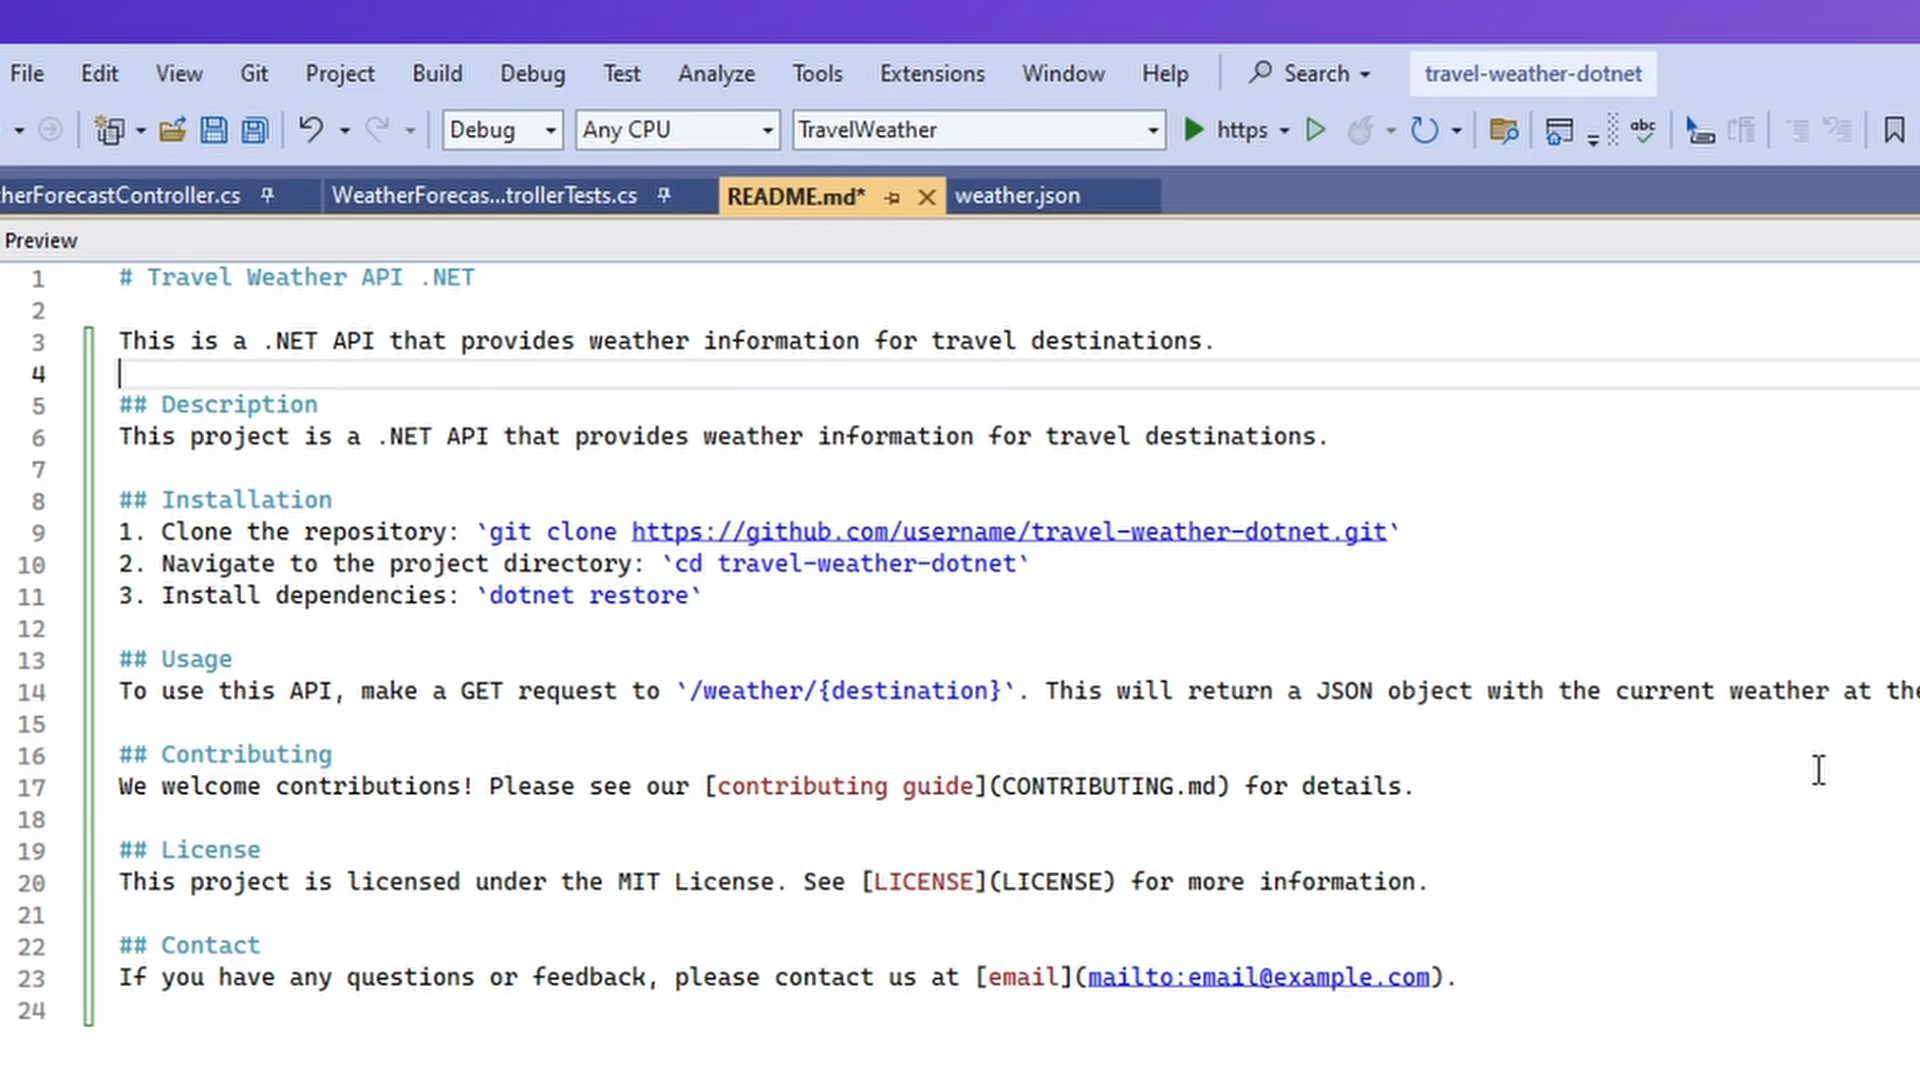 File Edit View Git Project Build Debug Test Analyze Tools Extensions Window Help Search travel-weather-dotnet
Debug Any CPU TravelWeather https abc
herForecastController.cs WeatherForecas...trollerTests.cs README.md* weather.json
Preview
1 # Travel Weather API .NET
2
3 This is a .NET API that provides weather information for travel destinations.
4
5 ## Description
6 This project is a .NET API that provides weather information for travel destinations.
7
8 ## Installation
9 1. Clone the repository: `git clone https://github.com/username/travel-weather-dotnet.git`
10 2. Navigate to the project directory: `cd travel-weather-dotnet`
11 3. Install dependencies: `dotnet restore`
12
13 ## Usage
14 To use this API, make a GET request to `/weather/{destination}`. This will return a JSON object with the current weather at the
15
16 ## Contributing
17 We welcome contributions! Please see our [contributing guide](CONTRIBUTING.md) for details.
18
19 ## License
20 This project is licensed under the MIT License. See [LICENSE](LICENSE) for more information.
21
22 ## Contact
23 If you have any questions or feedback, please contact us at [email](mailto:email@example.com).
24